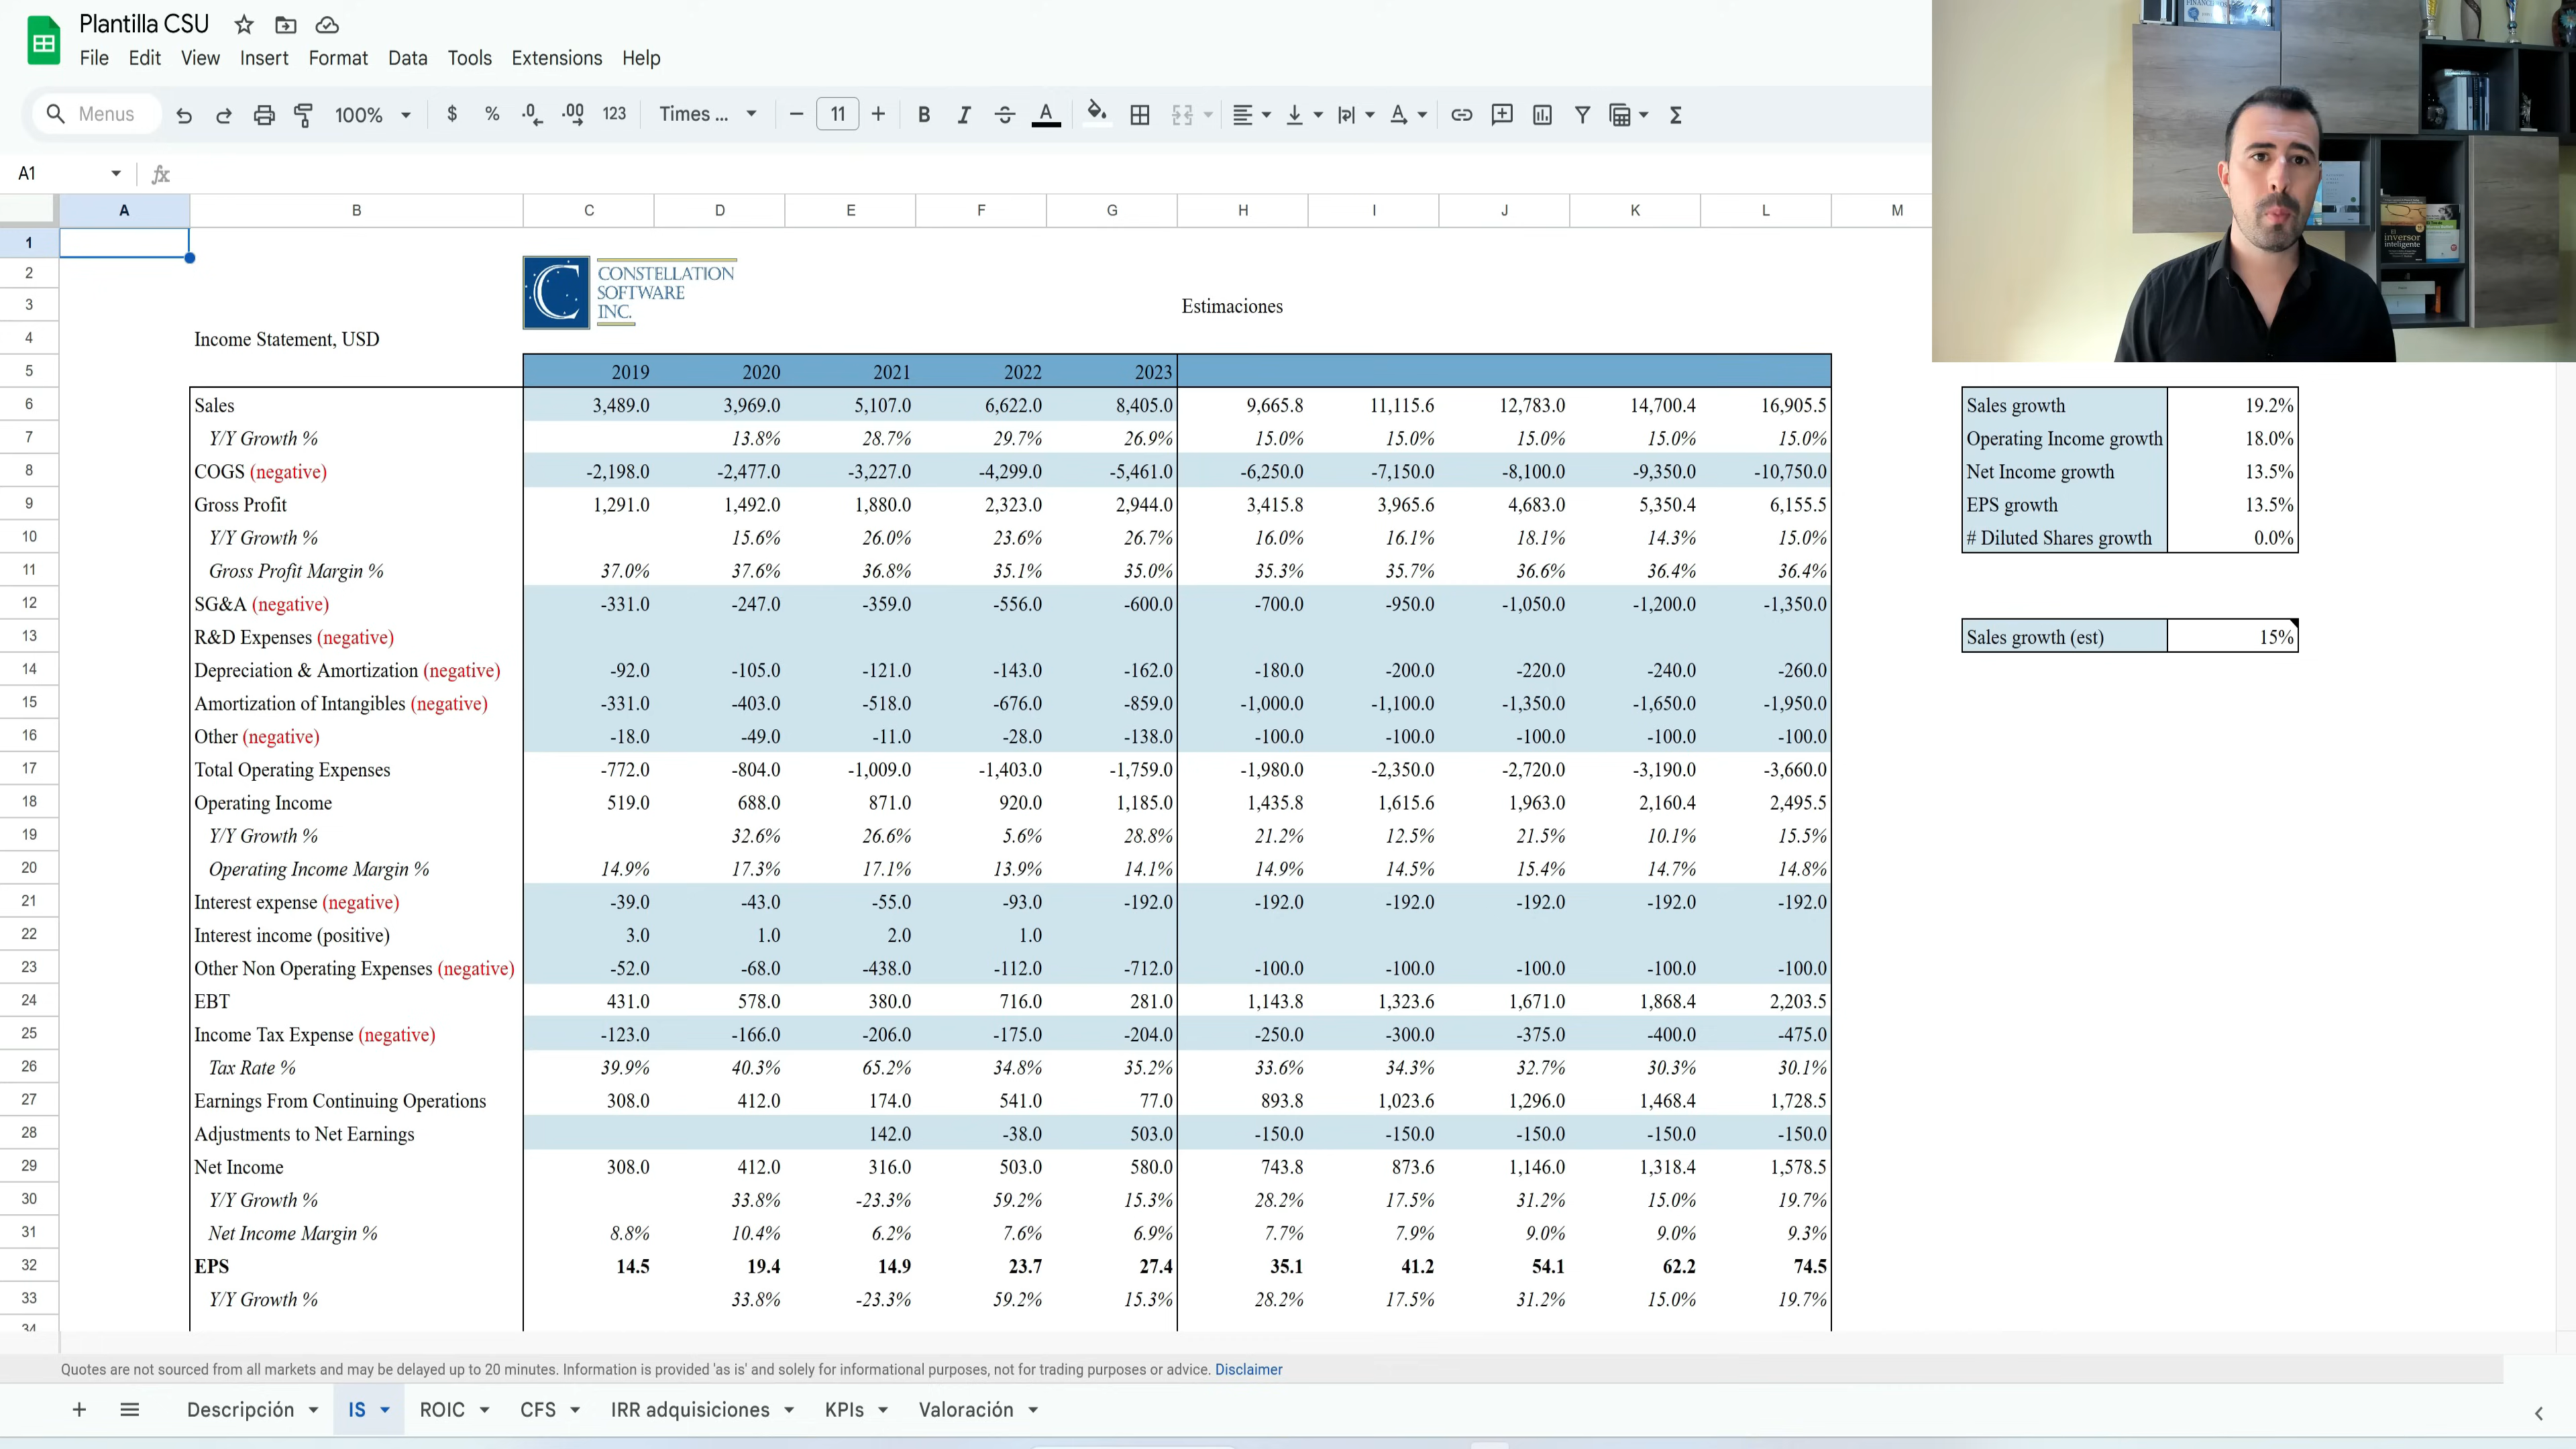 Plantilla CSU
File Edit View Insert Format Data Tools Extensions Help
Menus 100% $ % .0 .00 123 Times ... 11 B I A Σ
A1 fx
A B C D E F G H I J K L M
1
2
CONSTELLATION
SOFTWARE
INC.
3 Estimaciones
4 Income Statement, USD
5 2019 2020 2021 2022 2023
6 Sales 3,489.0 3,969.0 5,107.0 6,622.0 8,405.0 9,665.8 11,115.6 12,783.0 14,700.4 16,905.5 Sales growth 19.2%
7 Y/Y Growth % 13.8% 28.7% 29.7% 26.9% 15.0% 15.0% 15.0% 15.0% 15.0% Operating Income growth 18.0%
8 COGS (negative) -2,198.0 -2,477.0 -3,227.0 -4,299.0 -5,461.0 -6,250.0 -7,150.0 -8,100.0 -9,350.0 -10,750.0 Net Income growth 13.5%
9 Gross Profit 1,291.0 1,492.0 1,880.0 2,323.0 2,944.0 3,415.8 3,965.6 4,683.0 5,350.4 6,155.5 EPS growth 13.5%
10 Y/Y Growth % 15.6% 26.0% 23.6% 26.7% 16.0% 16.1% 18.1% 14.3% 15.0% # Diluted Shares growth 0.0%
11 Gross Profit Margin % 37.0% 37.6% 36.8% 35.1% 35.0% 35.3% 35.7% 36.6% 36.4% 36.4%
12 SG&A (negative) -331.0 -247.0 -359.0 -556.0 -600.0 -700.0 -950.0 -1,050.0 -1,200.0 -1,350.0
13 R&D Expenses (negative) Sales growth (est) 15%
14 Depreciation & Amortization (negative) -92.0 -105.0 -121.0 -143.0 -162.0 -180.0 -200.0 -220.0 -240.0 -260.0
15 Amortization of Intangibles (negative) -331.0 -403.0 -518.0 -676.0 -859.0 -1,000.0 -1,100.0 -1,350.0 -1,650.0 -1,950.0
16 Other (negative) -18.0 -49.0 -11.0 -28.0 -138.0 -100.0 -100.0 -100.0 -100.0 -100.0
17 Total Operating Expenses -772.0 -804.0 -1,009.0 -1,403.0 -1,759.0 -1,980.0 -2,350.0 -2,720.0 -3,190.0 -3,660.0
18 Operating Income 519.0 688.0 871.0 920.0 1,185.0 1,435.8 1,615.6 1,963.0 2,160.4 2,495.5
19 Y/Y Growth % 32.6% 26.6% 5.6% 28.8% 21.2% 12.5% 21.5% 10.1% 15.5%
20 Operating Income Margin % 14.9% 17.3% 17.1% 13.9% 14.1% 14.9% 14.5% 15.4% 14.7% 14.8%
21 Interest expense (negative) -39.0 -43.0 -55.0 -93.0 -192.0 -192.0 -192.0 -192.0 -192.0 -192.0
22 Interest income (positive) 3.0 1.0 2.0 1.0
23 Other Non Operating Expenses (negative) -52.0 -68.0 -438.0 -112.0 -712.0 -100.0 -100.0 -100.0 -100.0 -100.0
24 EBT 431.0 578.0 380.0 716.0 281.0 1,143.8 1,323.6 1,671.0 1,868.4 2,203.5
25 Income Tax Expense (negative) -123.0 -166.0 -206.0 -175.0 -204.0 -250.0 -300.0 -375.0 -400.0 -475.0
26 Tax Rate % 39.9% 40.3% 65.2% 34.8% 35.2% 33.6% 34.3% 32.7% 30.3% 30.1%
27 Earnings From Continuing Operations 308.0 412.0 174.0 541.0 77.0 893.8 1,023.6 1,296.0 1,468.4 1,728.5
28 Adjustments to Net Earnings 142.0 -38.0 503.0 -150.0 -150.0 -150.0 -150.0 -150.0
29 Net Income 308.0 412.0 316.0 503.0 580.0 743.8 873.6 1,146.0 1,318.4 1,578.5
30 Y/Y Growth % 33.8% -23.3% 59.2% 15.3% 28.2% 17.5% 31.2% 15.0% 19.7%
31 Net Income Margin % 8.8% 10.4% 6.2% 7.6% 6.9% 7.7% 7.9% 9.0% 9.0% 9.3%
32 EPS 14.5 19.4 14.9 23.7 27.4 35.1 41.2 54.1 62.2 74.5
33 Y/Y Growth % 33.8% -23.3% 59.2% 15.3% 28.2% 17.5% 31.2% 15.0% 19.7%
34
Quotes are not sourced from all markets and may be delayed up to 20 minutes. Information is provided 'as is' and solely for informational purposes, not for trading purposes or advice. Disclaimer
Descripción IS ROIC CFS IRR adquisiciones KPIs Valoración
El
inversor
inteligente